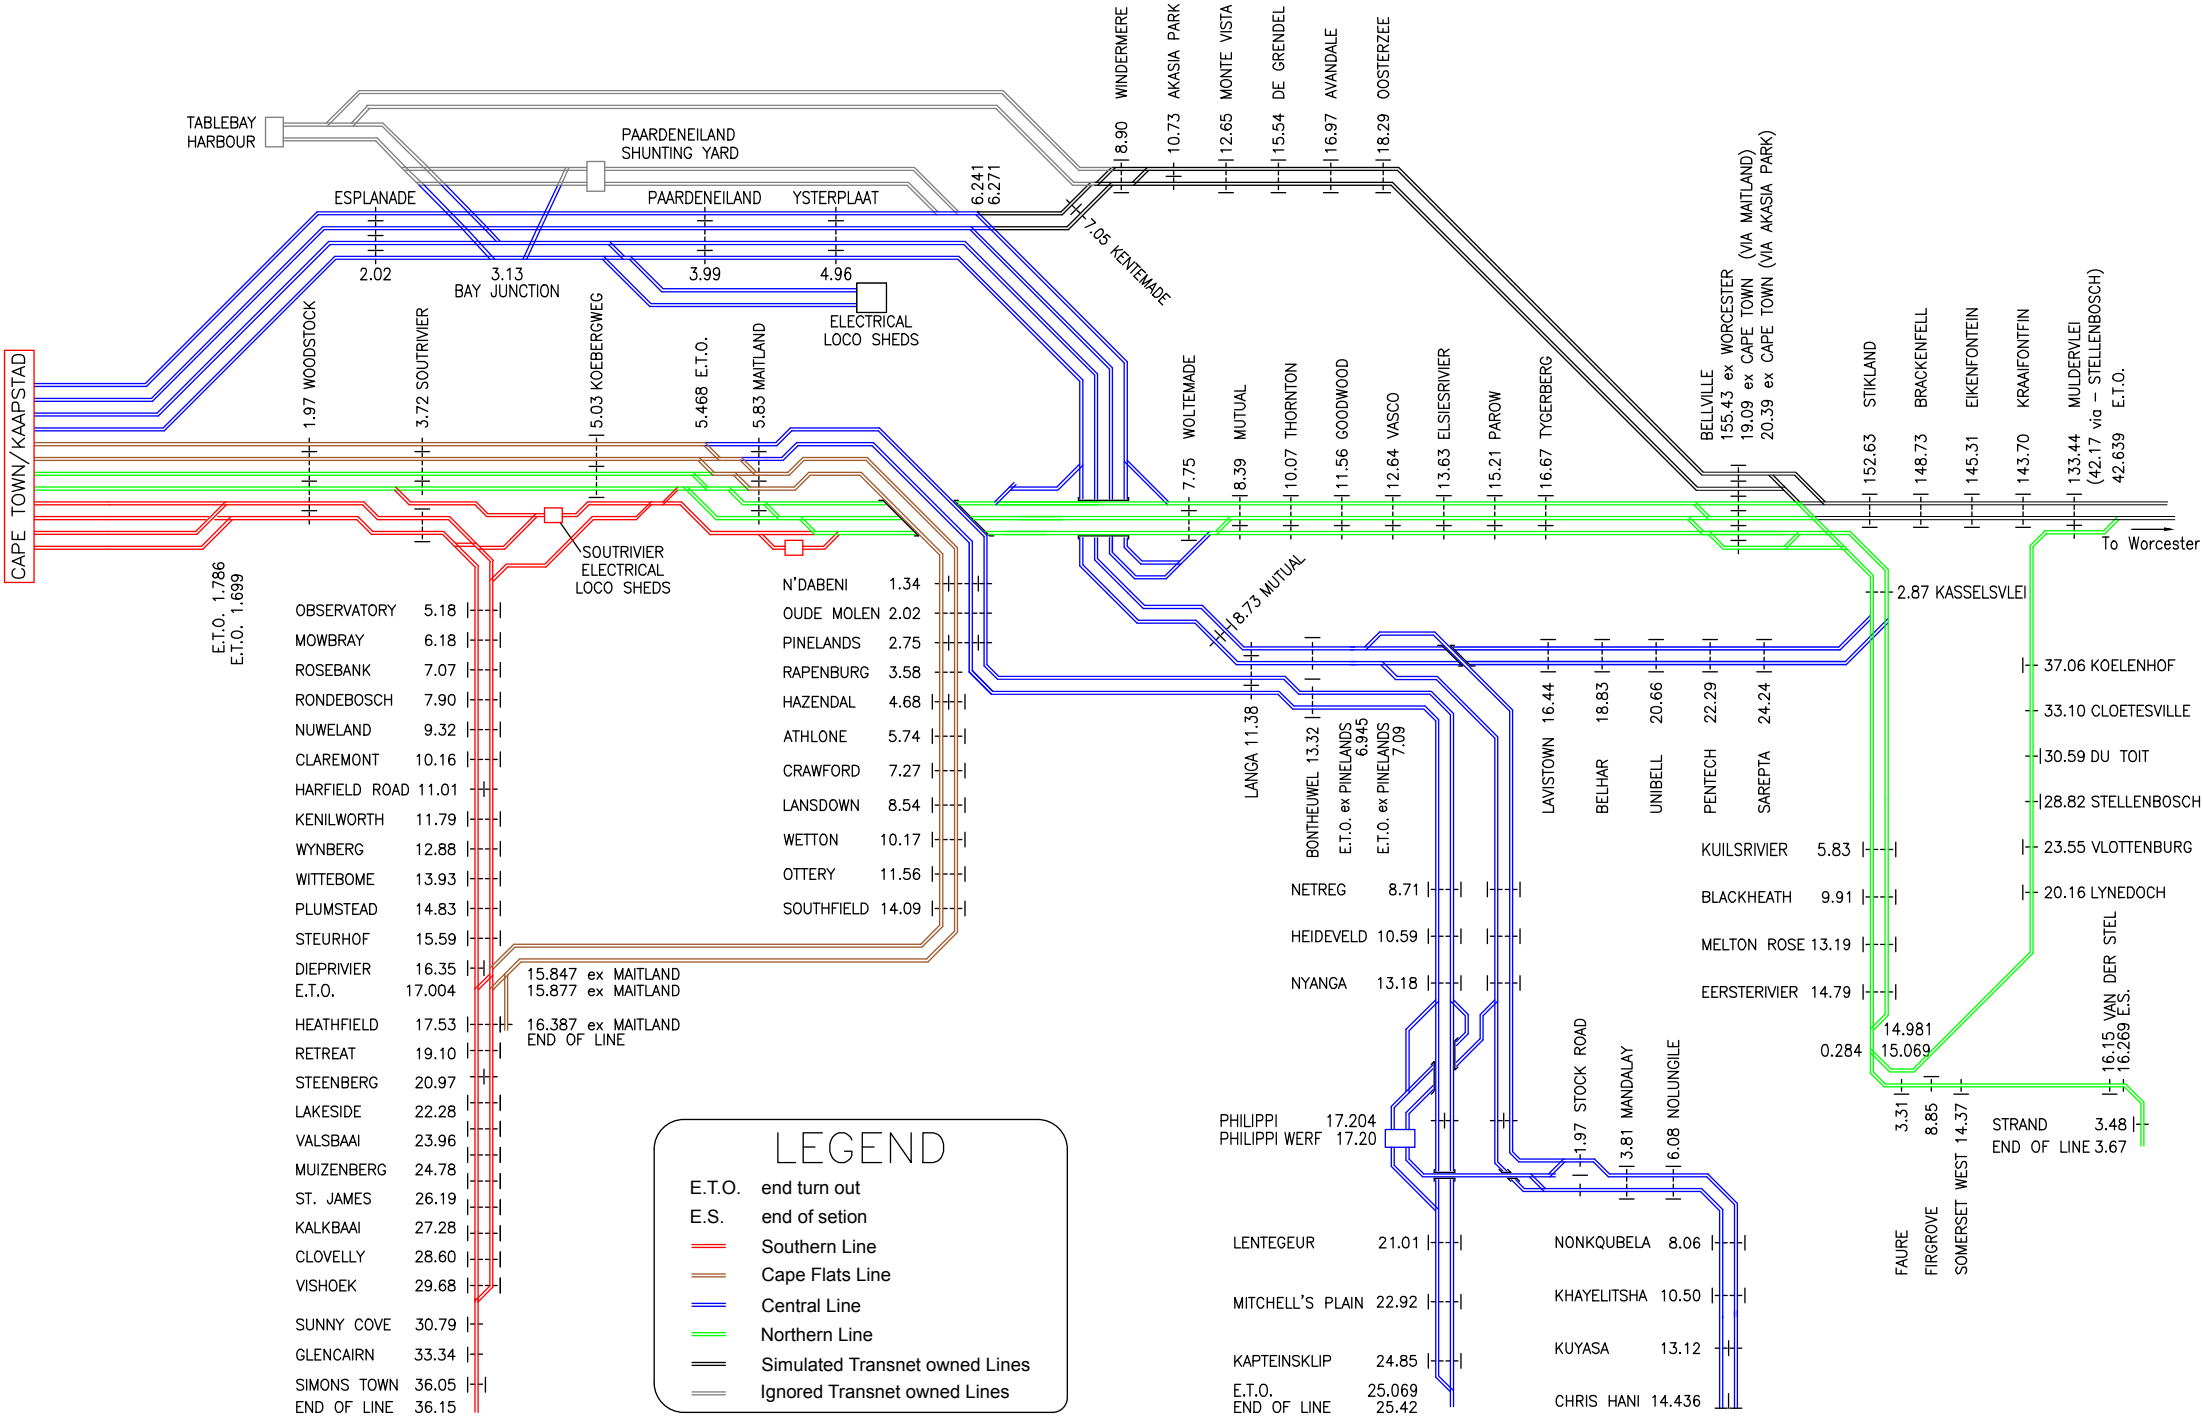 8.90 WINDERMERE
10.73 AKASIA PARK
12.65 MONTE VISTA
15.54 DE GRENDEL
16.97 AVANDALE
18.29 OOSTERZEE
TABLEBAY
HARBOUR
PAARDENEILAND
SHUNTING YARD
6.241
6.271
ESPLANADE
PAARDENEILAND
YSTERPLAAT
2.02
3.13
BAY JUNCTION
3.99
4.96
7.05 KENTEMADE
ELECTRICAL
LOCO SHEDS
CAPE TOWN/KAAPSTAD
1.97 WOODSTOCK
3.72 SOUTRIVIER
5.03 KOEBERGWEG
5.468 E.T.O.
5.83 MAITLAND
7.75 WOLTEMADE
8.39 MUTUAL
10.07 THORNTON
11.56 GOODWOOD
12.64 VASCO
13.63 ELSIESRIVIER
15.21 PAROW
16.67 TYGERBERG
BELLVILLE
155.43 ex WORCESTER
19.09 ex CAPE TOWN (VIA MAITLAND)
20.39 ex CAPE TOWN (VIA AKASIA PARK)
152.63 STIKLAND
148.73 BRACKENFELL
145.31 EIKENFONTEIN
143.70 KRAAIFONTFIN
133.44 MULDERVLEI
(42.17 via - STELLENBOSCH)
42.639 E.T.O.
To Worcester
SOUTRIVIER
ELECTRICAL
LOCO SHEDS
E.T.O. 1.786
E.T.O. 1.699
OBSERVATORY 5.18
MOWBRAY 6.18
ROSEBANK 7.07
RONDEBOSCH 7.90
NUWELAND 9.32
CLAREMONT 10.16
HARFIELD ROAD 11.01
KENILWORTH 11.79
WYNBERG 12.88
WITTEBOME 13.93
PLUMSTEAD 14.83
STEURHOF 15.59
DIEPRIVIER 16.35
E.T.O. 17.004
HEATHFIELD 17.53
RETREAT 19.10
STEENBERG 20.97
LAKESIDE 22.28
VALSBAAI 23.96
MUIZENBERG 24.78
ST. JAMES 26.19
KALKBAAI 27.28
CLOVELLY 28.60
VISHOEK 29.68
SUNNY COVE 30.79
GLENCAIRN 33.34
SIMONS TOWN 36.05
END OF LINE 36.15
N'DABENI 1.34
OUDE MOLEN 2.02
PINELANDS 2.75
RAPENBURG 3.58
HAZENDAL 4.68
ATHLONE 5.74
CRAWFORD 7.27
LANSDOWN 8.54
WETTON 10.17
OTTERY 11.56
SOUTHFIELD 14.09
15.847 ex MAITLAND
15.877 ex MAITLAND
16.387 ex MAITLAND
END OF LINE
8.73 MUTUAL
LANGA 11.38
BONTHEUWEL 13.32
E.T.O. ex PINELANDS
6.945
E.T.O. ex PINELANDS
7.09
LAVISTOWN 16.44
BELHAR 18.83
UNIBELL 20.66
PENTECH 22.29
SAREPTA 24.24
2.87 KASSELSVLEI
37.06 KOELENHOF
33.10 CLOETESVILLE
30.59 DU TOIT
28.82 STELLENBOSCH
23.55 VLOTTENBURG
20.16 LYNEDOCH
KUILSRIVIER 5.83
BLACKHEATH 9.91
MELTON ROSE 13.19
EERSTERIVIER 14.79
14.981
0.284 15.069
16.15 VAN DER STEL
16.269 E.S.
FAURE 3.31
FIRGROVE 8.85
SOMERSET WEST 14.37
STRAND 3.48
END OF LINE 3.67
NETREG 8.71
HEIDEVELD 10.59
NYANGA 13.18
PHILIPPI 17.204
PHILIPPI WERF 17.20
1.97 STOCK ROAD
3.81 MANDALAY
6.08 NOLUNGILE
LENTEGEUR 21.01
MITCHELL'S PLAIN 22.92
KAPTEINSKLIP 24.85
E.T.O. 25.069
END OF LINE 25.42
NONKQUBELA 8.06
KHAYELITSHA 10.50
KUYASA 13.12
CHRIS HANI 14.436
LEGEND
E.T.O. end turn out
E.S. end of setion
Southern Line
Cape Flats Line
Central Line
Northern Line
Simulated Transnet owned Lines
Ignored Transnet owned Lines